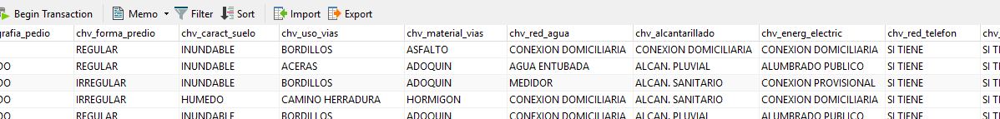 Begin Transaction Memo Filter Sort Import Export
grafia_pedio chv_forma_predio chv_caract_suelo chv_uso_vias chv_material_vias chv_red_agua chv_alcantarillado chv_energ_electric chv_red_telefon chv_
REGULAR INUNDABLE BORDILLOS ASFALTO CONEXION DOMICILIARIA CONEXION DOMICILIARIA CONEXION DOMICILIARIA SI TIENE SI TI
DO REGULAR INUNDABLE ACERAS ADOQUIN AGUA ENTUBADA ALCAN. PLUVIAL ALUMBRADO PUBLICO SI TIENE SI TIE
DO IRREGULAR INUNDABLE BORDILLOS ADOQUIN MEDIDOR ALCAN. SANITARIO CONEXION PROVISIONAL SI TIENE SI TIE
DO IRREGULAR HUMEDO CAMINO HERRADURA HORMIGON CONEXION DOMICILIARIA ALCAN. SANITARIO CONEXION DOMICILIARIA SI TIENE SI TIE
DO REGULAR INUNDABLE BORDILLOS ADOQUIN CONEXION DOMICILIARIA ALCAN. PLUVIAL ALUMBRADO PUBLICO SI TIENE SI TIE